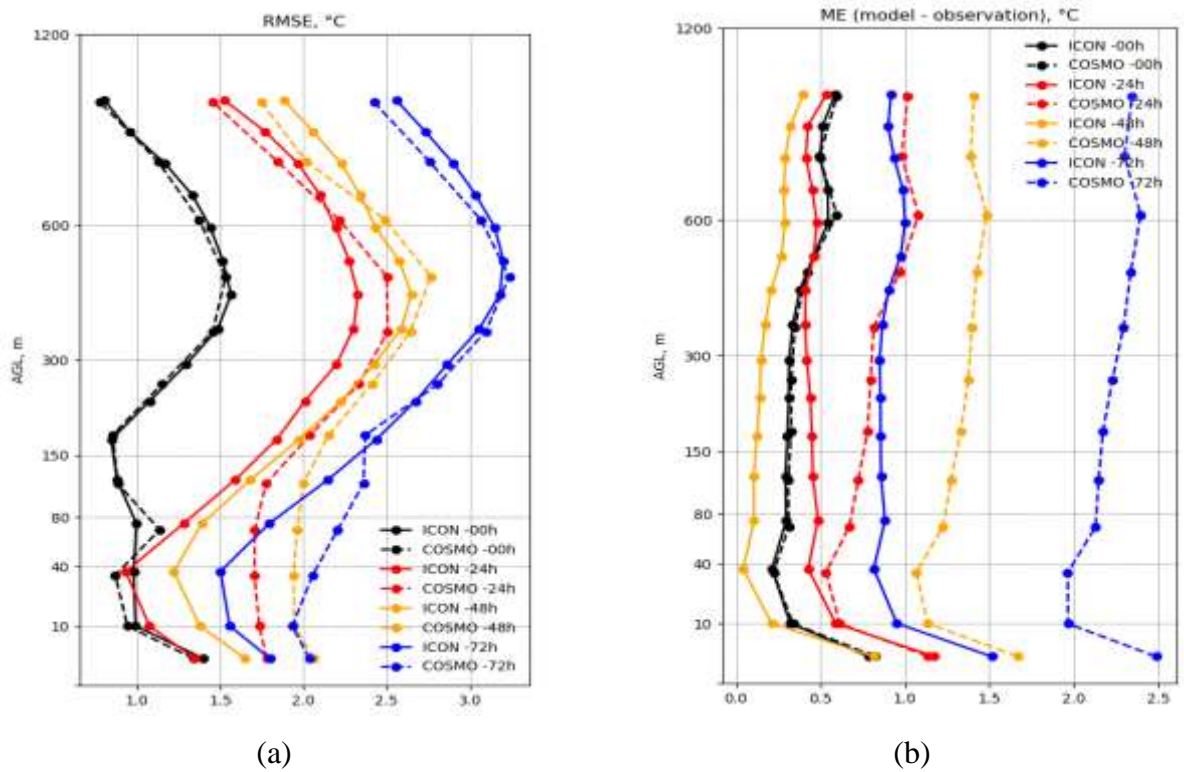 RMSE, °C
1200
600
300
150
80
40
10
AGL, m
1.0 1.5 2.0 2.5 3.0
ICON -00h
COSMO -00h
ICON -24h
COSMO -24h
ICON -48h
COSMO -48h
ICON -72h
COSMO -72h
(a)
ME (model - observation), °C
1200
600
300
150
80
40
10
AGL, m
0.0 0.5 1.0 1.5 2.0 2.5
ICON -00h
COSMO -00h
ICON -24h
COSMO -24h
ICON -48h
COSMO -48h
ICON -72h
COSMO -72h
(b)